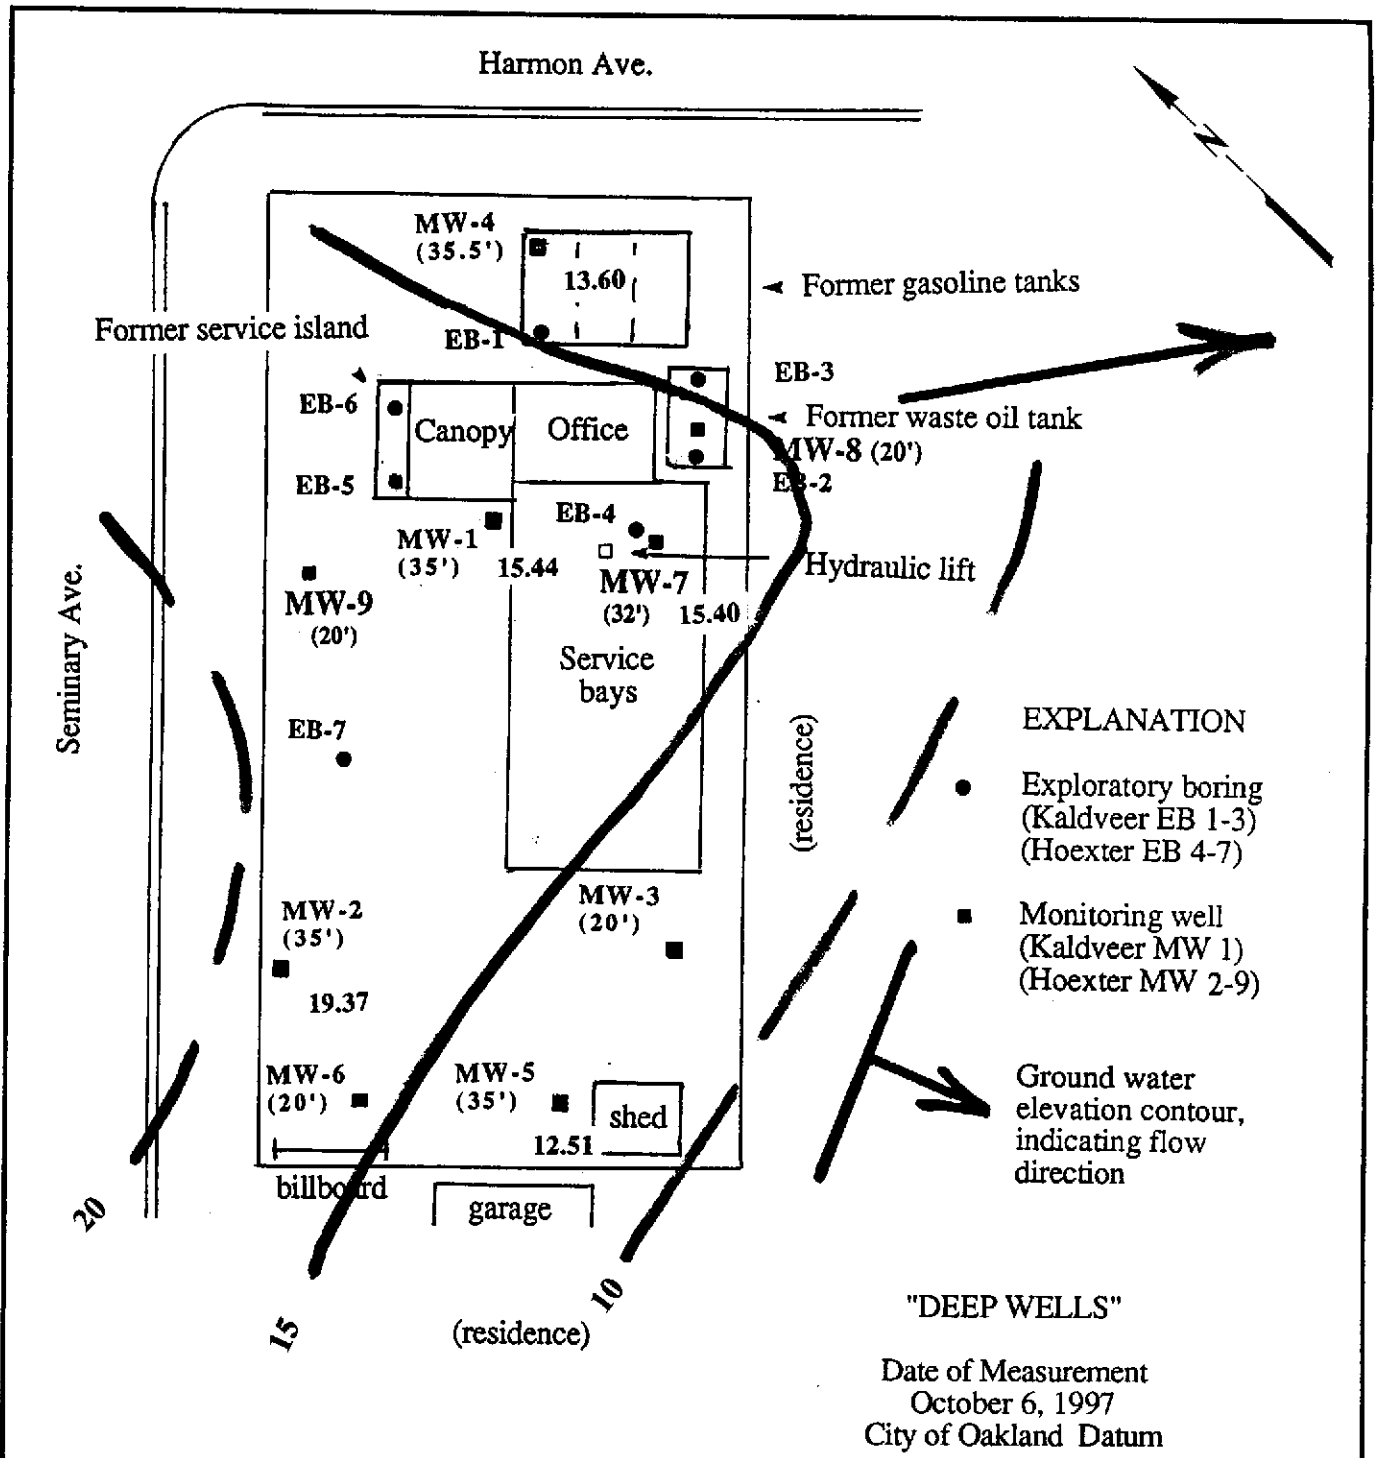 Harmon Ave.
N
MW-4
(35.5')
13.60
Former gasoline tanks
Former service island
EB-1
EB-3
EB-6
Canopy
Office
Former waste oil tank
MW-8 (20')
EB-5
EB-2
EB-4
MW-1
(35')
15.44
Hydraulic lift
MW-7
(32')
15.40
MW-9
(20')
Seminary Ave.
Service
bays
EB-7
(residence)
EXPLANATION
Exploratory boring
(Kaldveer EB 1-3)
(Hoexter EB 4-7)
MW-2
(35')
19.37
MW-3
(20')
Monitoring well
(Kaldveer MW 1)
(Hoexter MW 2-9)
MW-6
(20')
MW-5
(35')
12.51
shed
Ground water
elevation contour,
indicating flow
direction
billboard
garage
20
15
10
(residence)
"DEEP WELLS"
Date of Measurement
October 6, 1997
City of Oakland Datum